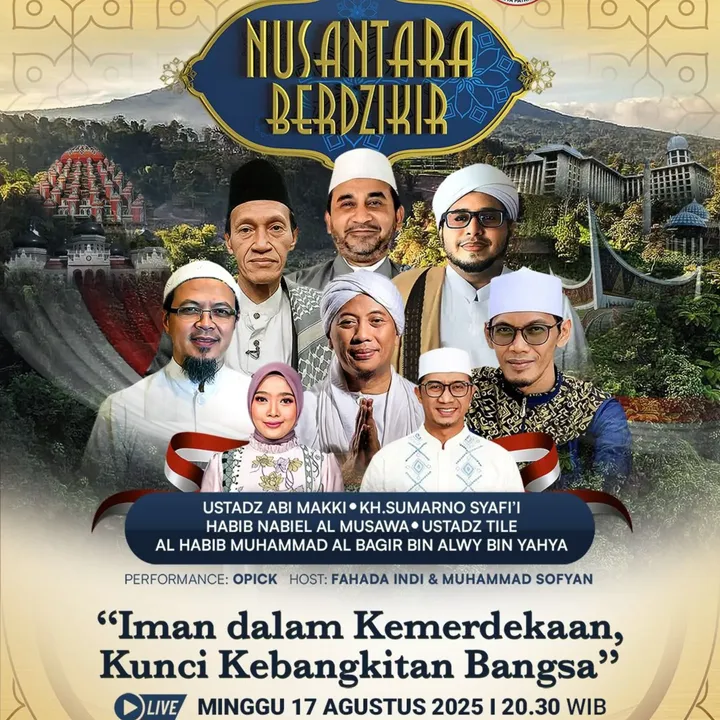 NUSANTARA
BERDZIKIR
USTADZ ABI MAKKI • KH.SUMARNO SYAFI'I
HABIB NABIEL AL MUSAWA • USTADZ TILE
AL HABIB MUHAMMAD AL BAGIR BIN ALWY BIN YAHYA
PERFORMANCE: OPICK HOST: FAHADA INDI & MUHAMMAD SOFYAN
“Iman dalam Kemerdekaan,
Kunci Kebangkitan Bangsa”
LIVE MINGGU 17 AGUSTUS 2025 I 20.30 WIB